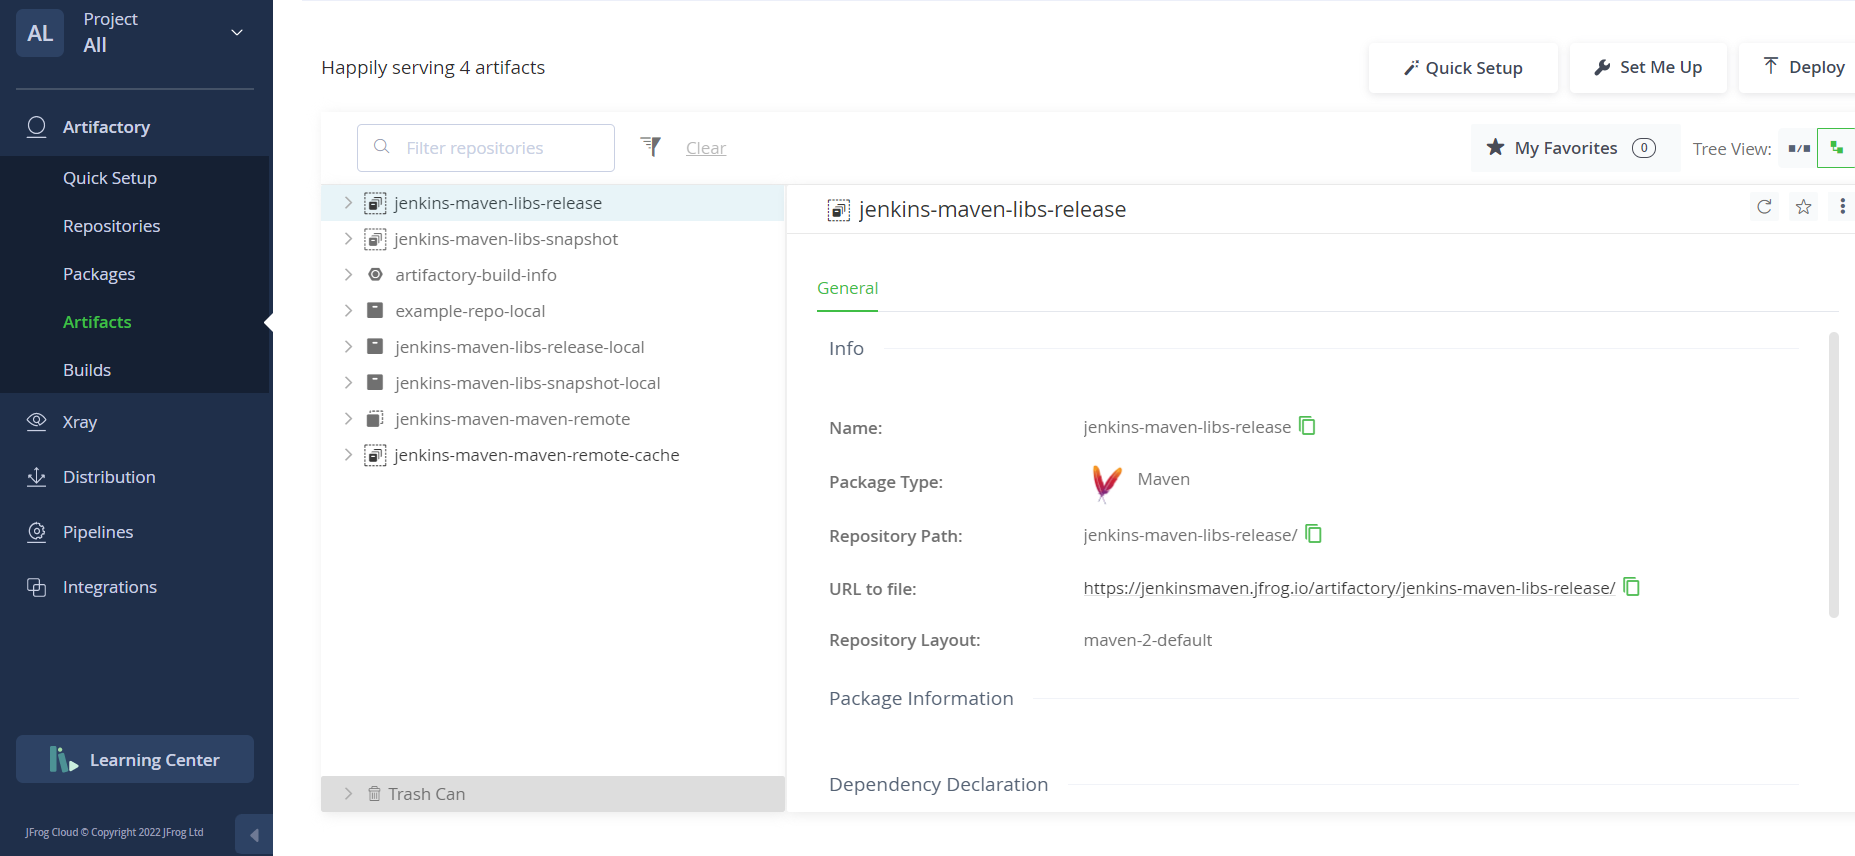 AL
Project
All
Artifactory
Quick Setup
Repositories
Packages
Artifacts
Builds
Xray
Distribution
Pipelines
Integrations
Learning Center
JFrog Cloud © Copyright 2022 JFrog Ltd
Happily serving 4 artifacts
Quick Setup
Set Me Up
Deploy
Filter repositories
Clear
My Favorites 0
Tree View:
jenkins-maven-libs-release
jenkins-maven-libs-snapshot
artifactory-build-info
example-repo-local
jenkins-maven-libs-release-local
jenkins-maven-libs-snapshot-local
jenkins-maven-maven-remote
jenkins-maven-maven-remote-cache
Trash Can
jenkins-maven-libs-release
General
Info
Name: jenkins-maven-libs-release
Package Type: Maven
Repository Path: jenkins-maven-libs-release/
URL to file: https://jenkinsmaven.jfrog.io/artifactory/jenkins-maven-libs-release/
Repository Layout: maven-2-default
Package Information
Dependency Declaration